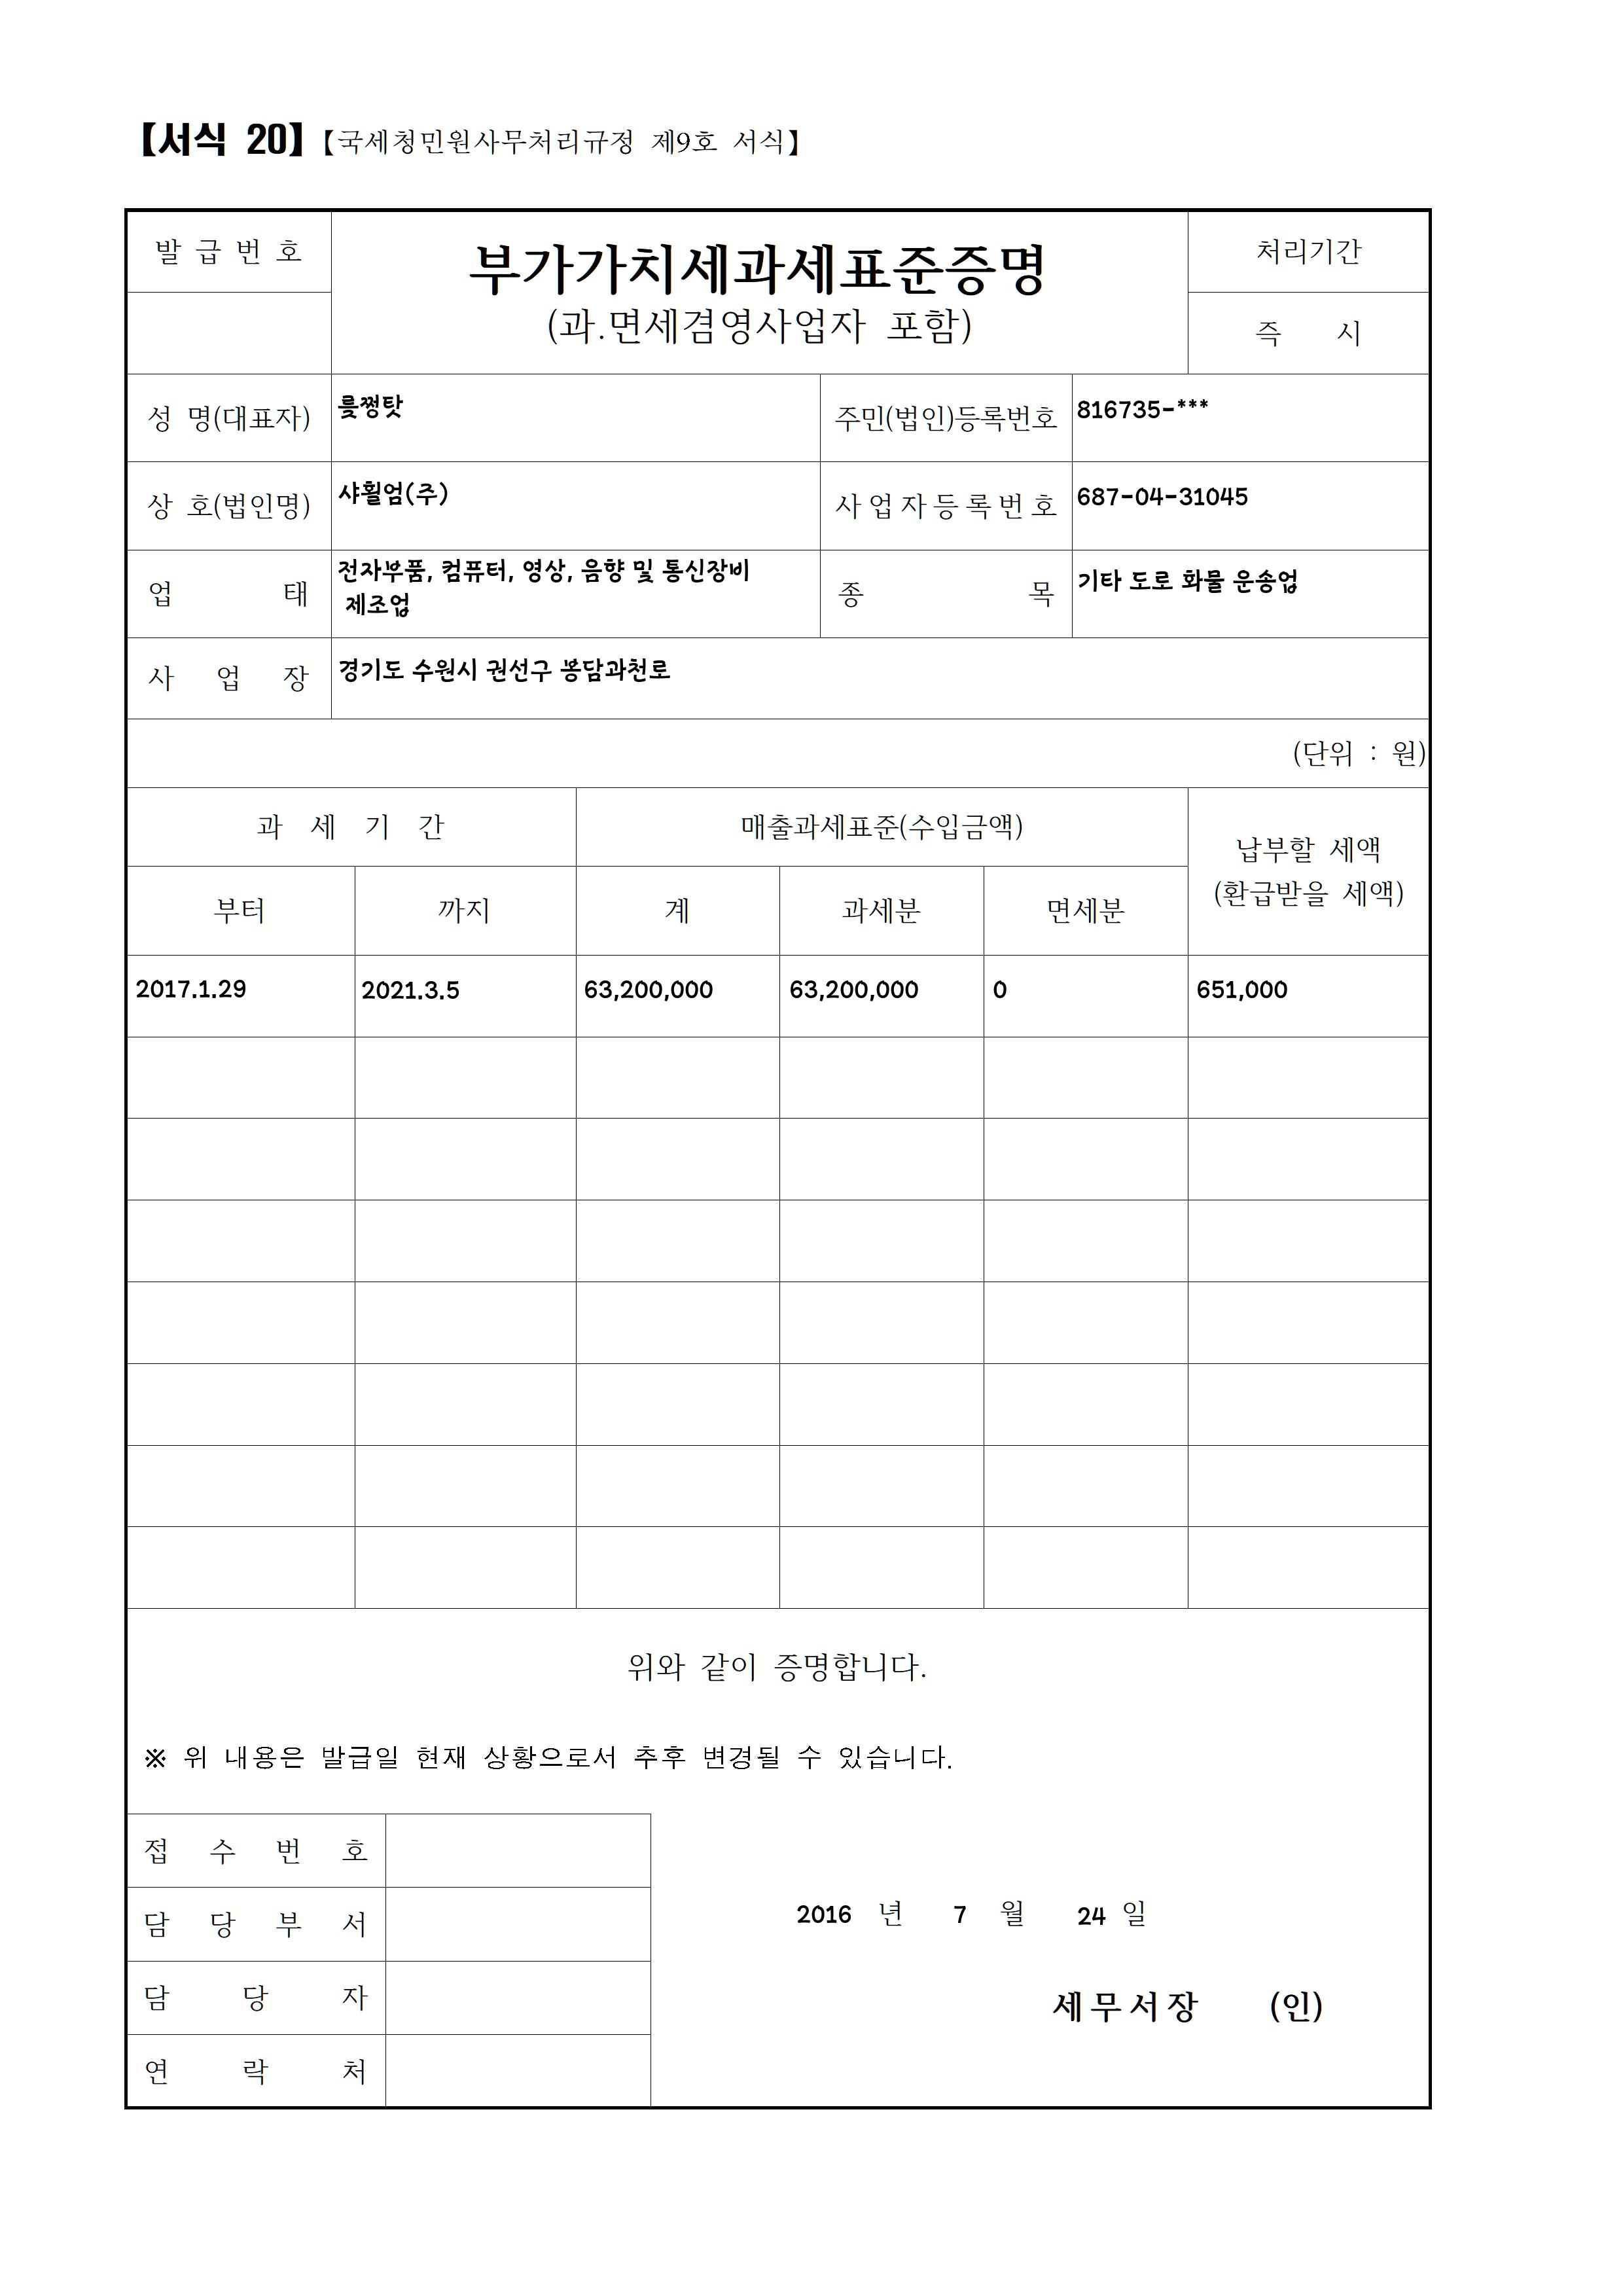 【서식 20】【국세청민원사무처리규정 제9호 서식】
발 급 번 호
부가가치세과세표준증명
(과.면세겸영사업자 포함)
처리기간
즉 시
성 명(대표자) 륮쩡탓 주민(법인)등록번호 816735-***
상 호(법인명) 샤훨엄(주) 사업자등록번호 687-04-31045
업 태 전자부품, 컴퓨터, 영상, 음향 및 통신장비
제조업
종 목 기타 도로 화물 운송업
사 업 장 경기도 수원시 권선구 봉담과천로
(단위 : 원)
과 세 기 간 매출과세표준(수입금액) 납부할 세액
(환급받을 세액)
부터 까지 계 과세분 면세분
2017.1.29 2021.3.5 63,200,000 63,200,000 0 651,000
위와 같이 증명합니다.
※ 위 내용은 발급일 현재 상황으로서 추후 변경될 수 있습니다.
접 수 번 호
담 당 부 서
2016 년 7 월 24 일
담 당 자
세무서장 (인)
연 락 처